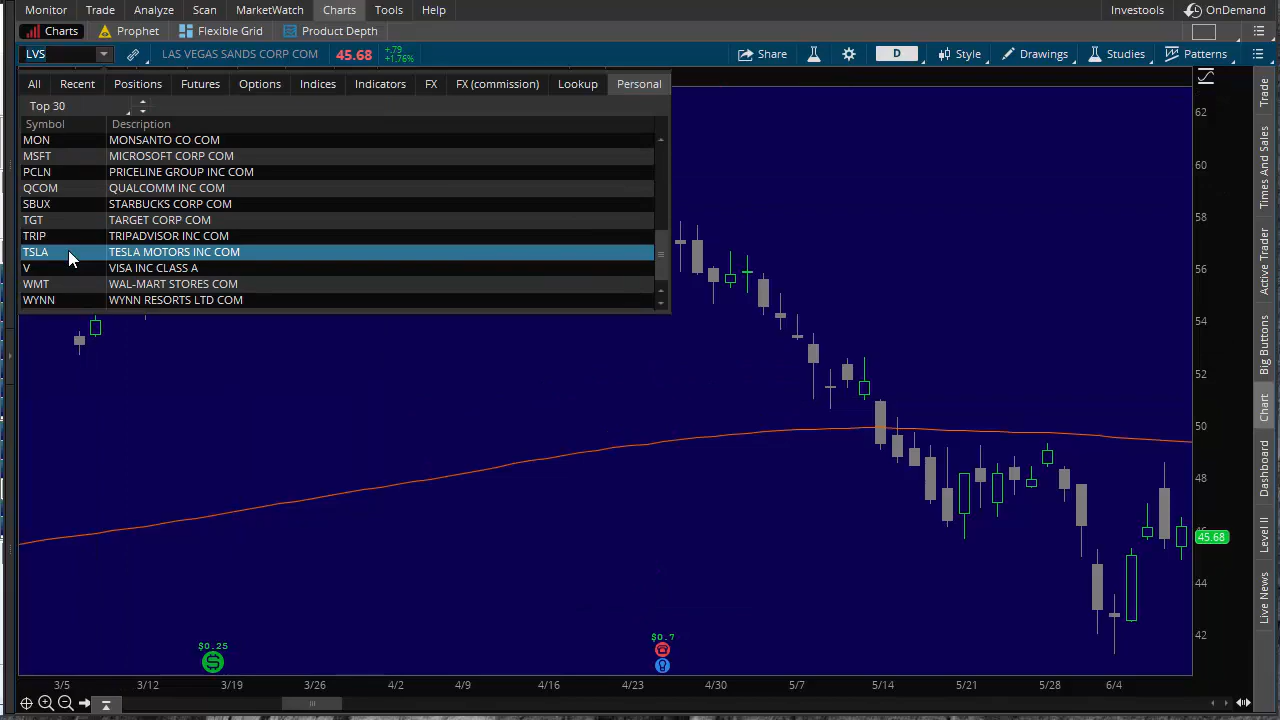 Monitor Trade Analyze Scan MarketWatch Charts Tools Help Investools OnDemand
Charts Prophet Flexible Grid Product Depth
LVS LAS VEGAS SANDS CORP COM 45.68 +.79 +1.76% Share D Style Drawings Studies Patterns
All Recent Positions Futures Options Indices Indicators FX FX (commission) Lookup Personal
Top 30
Symbol Description
MON MONSANTO CO COM
MSFT MICROSOFT CORP COM
PCLN PRICELINE GROUP INC COM
QCOM QUALCOMM INC COM
SBUX STARBUCKS CORP COM
TGT TARGET CORP COM
TRIP TRIPADVISOR INC COM
TSLA TESLA MOTORS INC COM
V VISA INC CLASS A
WMT WAL-MART STORES COM
WYNN WYNN RESORTS LTD COM
62
60
58
56
54
52
50
48
45.68
44
42
$0.25
$0.7
3/5 3/12 3/19 3/26 4/2 4/9 4/16 4/23 4/30 5/7 5/14 5/21 5/28 6/4
Trade
Times And Sales
Active Trader
Big Buttons
Chart
Dashboard
Level II
Live News